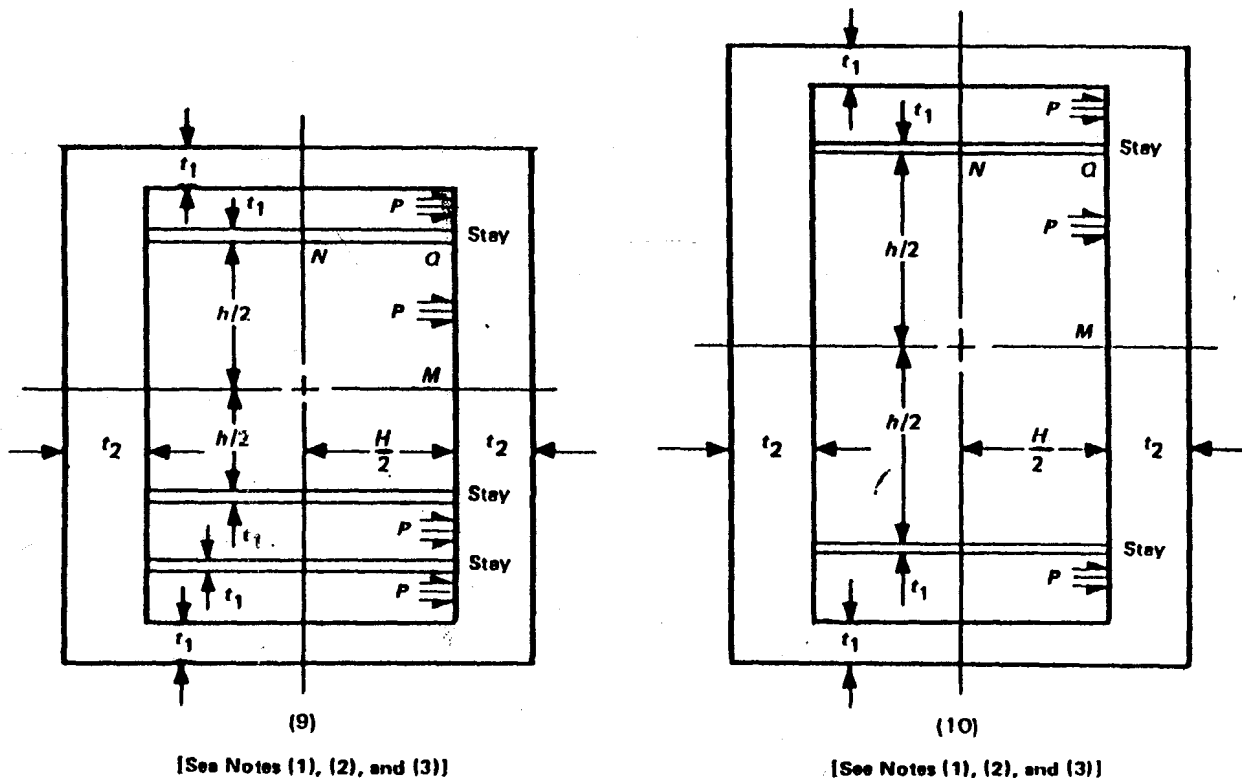 t1
t1
P
Stay
N
Q
h/2
P
M
h/2
t2
H/2
t2
Stay
t1
P
Stay
t1
P
t1
(9)
[See Notes (1), (2), and (3)]
t1
t1
P
Stay
N
Q
P
h/2
M
h/2
t2
H/2
t2
Stay
t1
P
t1
(10)
[See Notes (1), (2), and (3)]